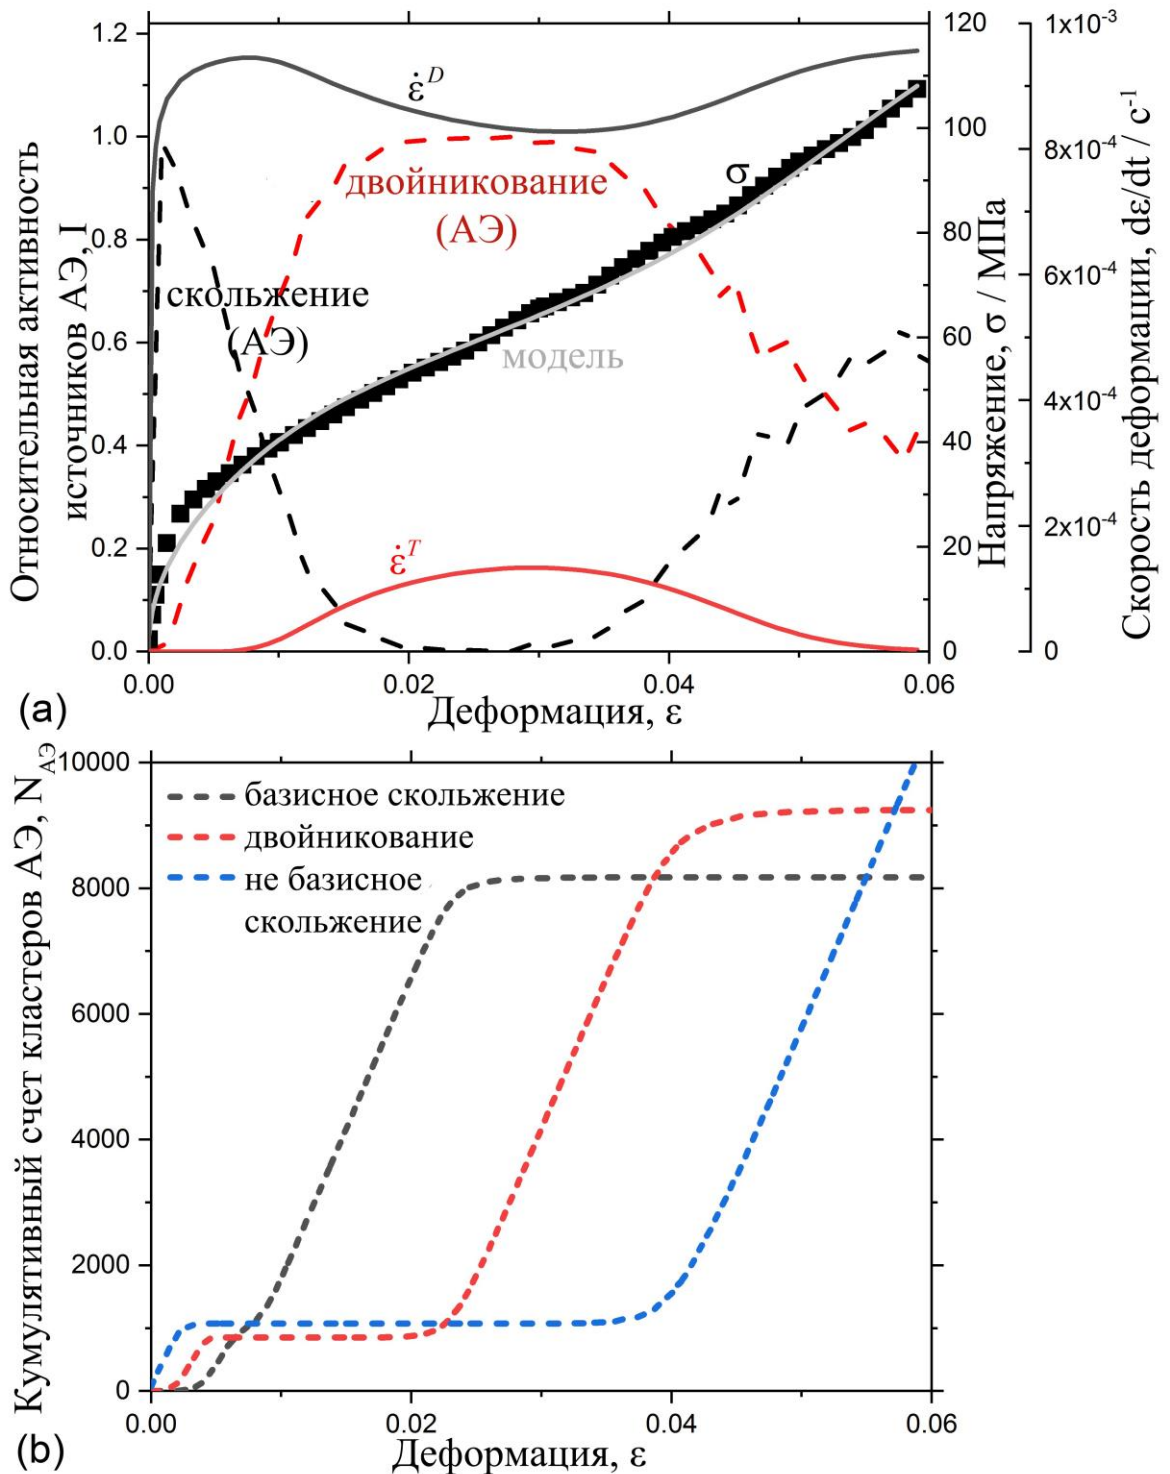 Относительная активность
источников АЭ, I
1.2
1.0
0.8
0.6
0.4
0.2
0.0
ε̇ᴰ
двойникование
(АЭ)
σ
скольжение
(АЭ)
модель
ε̇ᵀ
120
100
80
60
40
20
0
Напряжение, σ / МПа
1x10⁻³
8x10⁻⁴
6x10⁻⁴
4x10⁻⁴
2x10⁻⁴
0
Скорость деформации, dε/dt / с⁻¹
0.00 0.02 0.04 0.06
(a)
Деформация, ε
Кумулятивный счет кластеров АЭ, N_АЭ
10000
8000
6000
4000
2000
0
базисное скольжение
двойникование
не базисное
скольжение
0.00 0.02 0.04 0.06
(b)
Деформация, ε